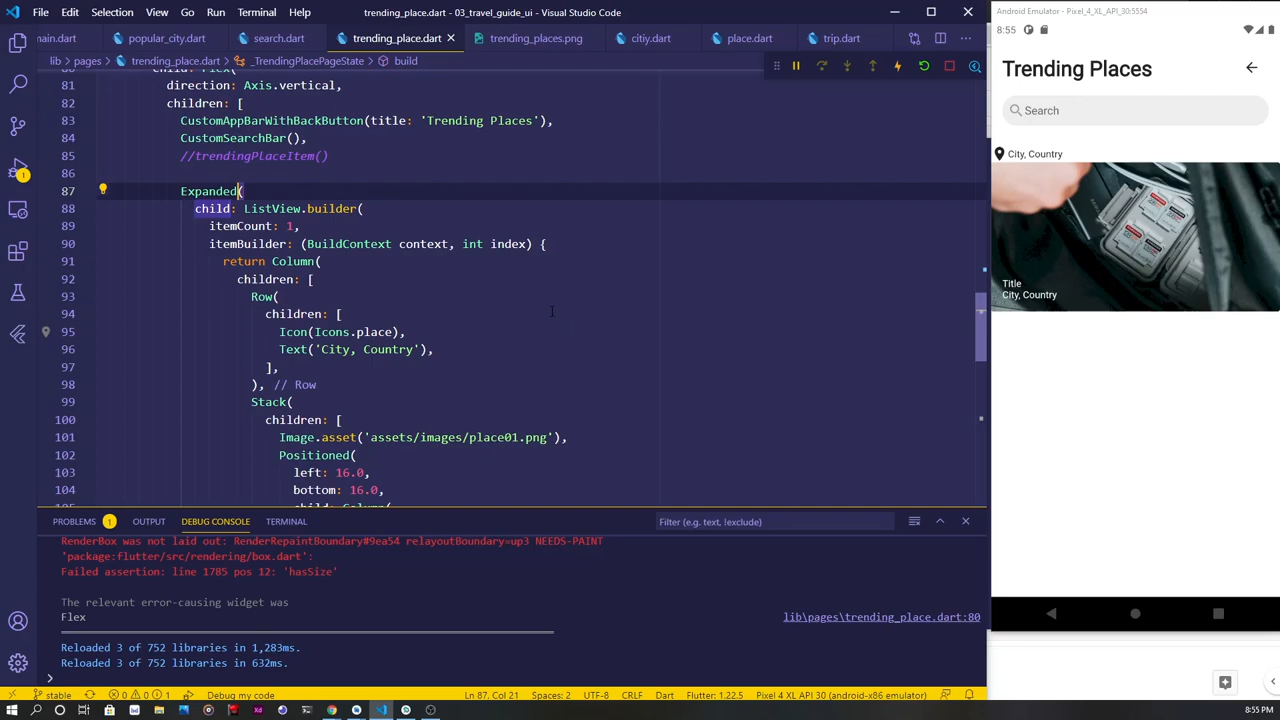 File Edit Selection View Go Run Terminal Help
trending_place.dart - 03_travel_guide_ui - Visual Studio Code
main.dart popular_city.dart search.dart trending_place.dart trending_places.png city.dart place.dart trip.dart
lib > pages > trending_place.dart > _TrendingPlacePageState > build
81 direction: Axis.vertical,
82 children: [
83 CustomAppBarWithBackButton(title: 'Trending Places'),
84 CustomSearchBar(),
85 //trendingPLaceItem()
86
87 Expanded(
88 child: ListView.builder(
89 itemCount: 1,
90 itemBuilder: (BuildContext context, int index) {
91 return Column(
92 children: [
93 Row(
94 children: [
95 Icon(Icons.place),
96 Text('City, Country'),
97 ],
98 ), // Row
99 Stack(
100 children: [
101 Image.asset('assets/images/place01.png'),
102 Positioned(
103 left: 16.0,
104 bottom: 16.0,
PROBLEMS 1 OUTPUT DEBUG CONSOLE TERMINAL
Filter (e.g. text, !exclude)
RenderBox was not laid out: RenderRepaintBoundary#9ea54 relayoutBoundary=up3 NEEDS-PAINT
'package:flutter/src/rendering/box.dart':
Failed assertion: line 1785 pos 12: 'hasSize'
The relevant error-causing widget was
Flex lib\pages\trending_place.dart:80
Reloaded 3 of 752 libraries in 1,283ms.
Reloaded 3 of 752 libraries in 632ms.
stable 0 0 1 Debug my code Ln 87, Col 21 Spaces: 2 UTF-8 CRLF Dart Flutter: 1.22.5 Pixel 4 XL API 30 (android-x86 emulator)
8:55 PM
Android Emulator - Pixel_4_XL_API_30:5554
8:55
Trending Places
Search
City, Country
Title
City, Country